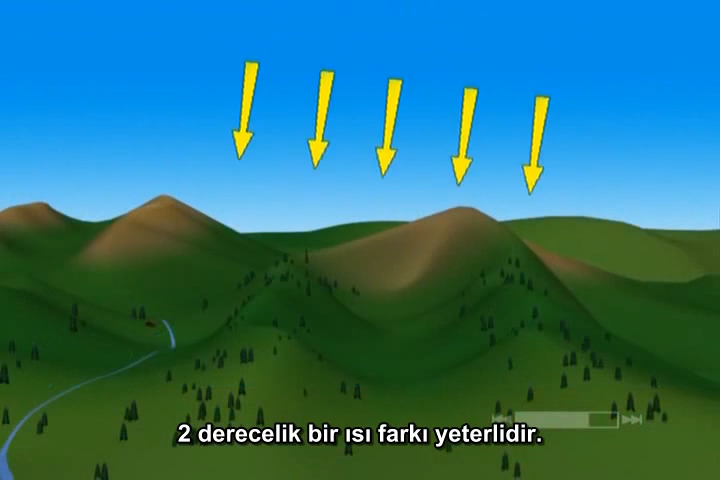 2 derecelik bir ısı farkı yeterlidir.